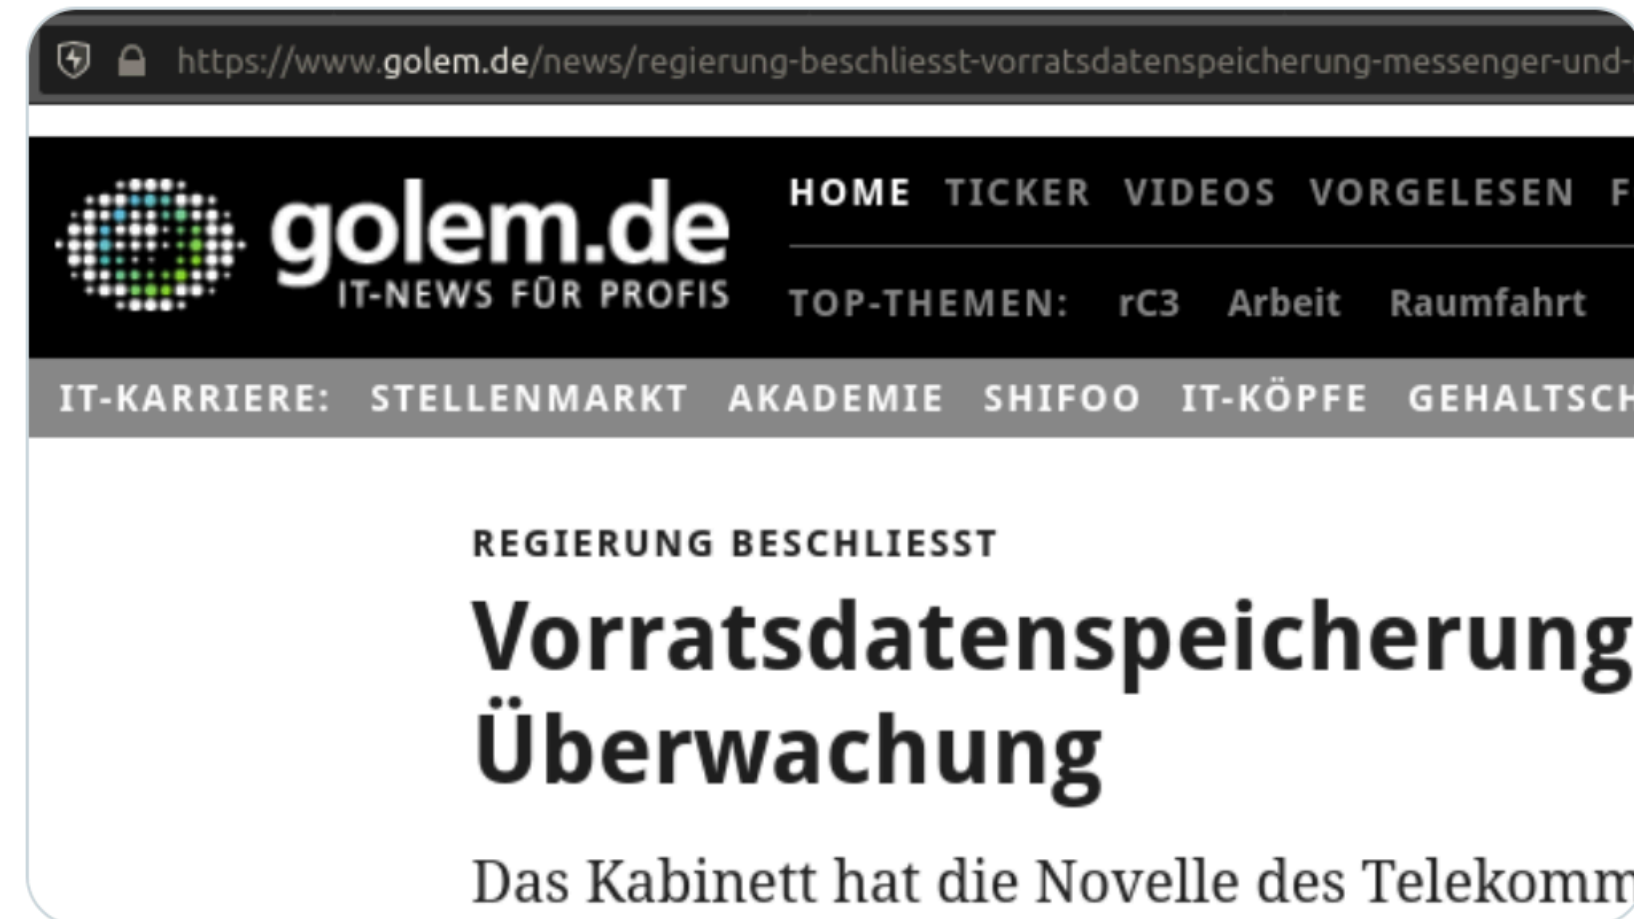 https://www.golem.de/news/regierung-beschliesst-vorratsdatenspeicherung-messenger-und-
golem.de
IT-NEWS FÜR PROFIS
HOME TICKER VIDEOS VORGELESEN F
TOP-THEMEN: rC3 Arbeit Raumfahrt
IT-KARRIERE: STELLENMARKT AKADEMIE SHIFOO IT-KÖPFE GEHALTSCH
REGIERUNG BESCHLIESST
Vorratsdatenspeicherung
Überwachung
Das Kabinett hat die Novelle des Telekomm